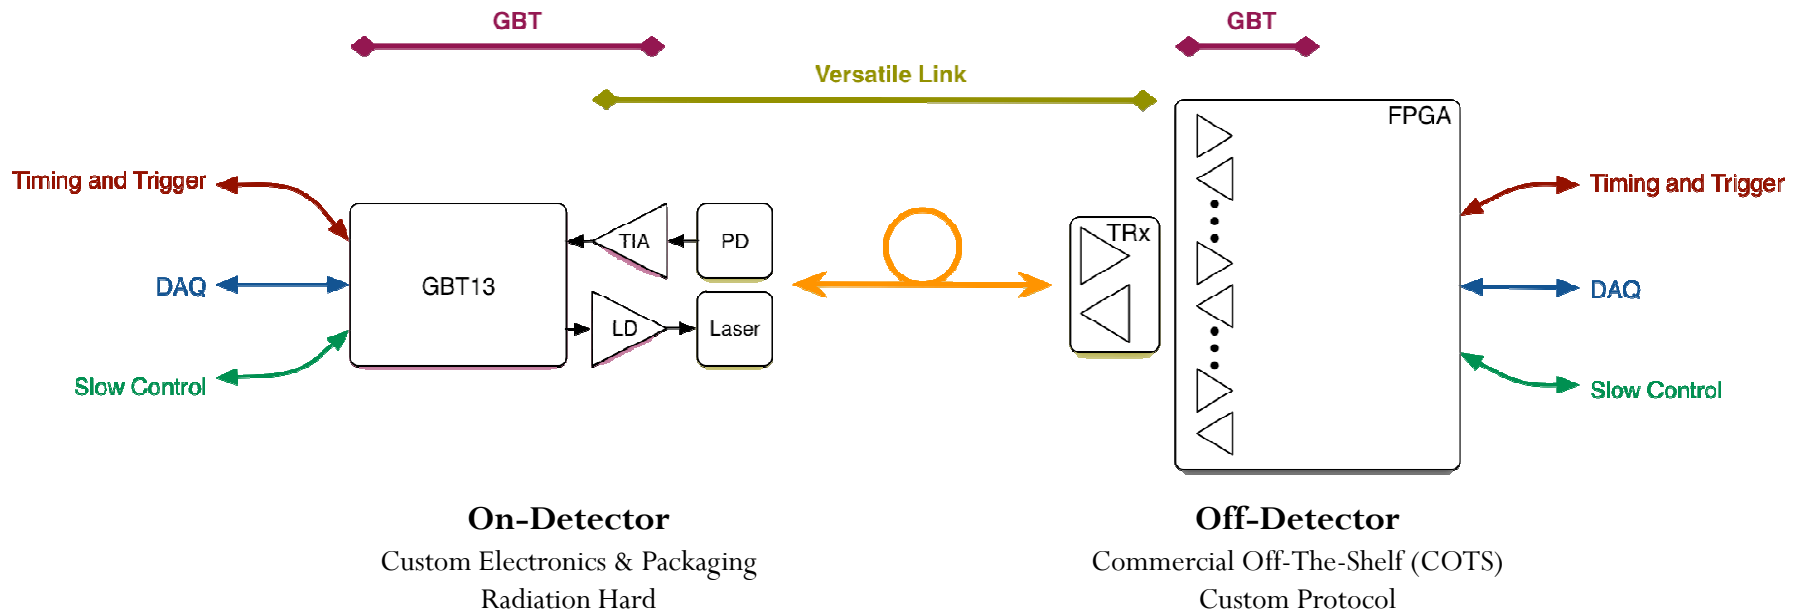 GBT
GBT
Versatile Link
FPGA
Timing and Trigger
Timing and Trigger
TIA
PD
TRx
DAQ
GBT13
DAQ
LD
Laser
Slow Control
Slow Control
On-Detector
Custom Electronics & Packaging
Radiation Hard
Off-Detector
Commercial Off-The-Shelf (COTS)
Custom Protocol